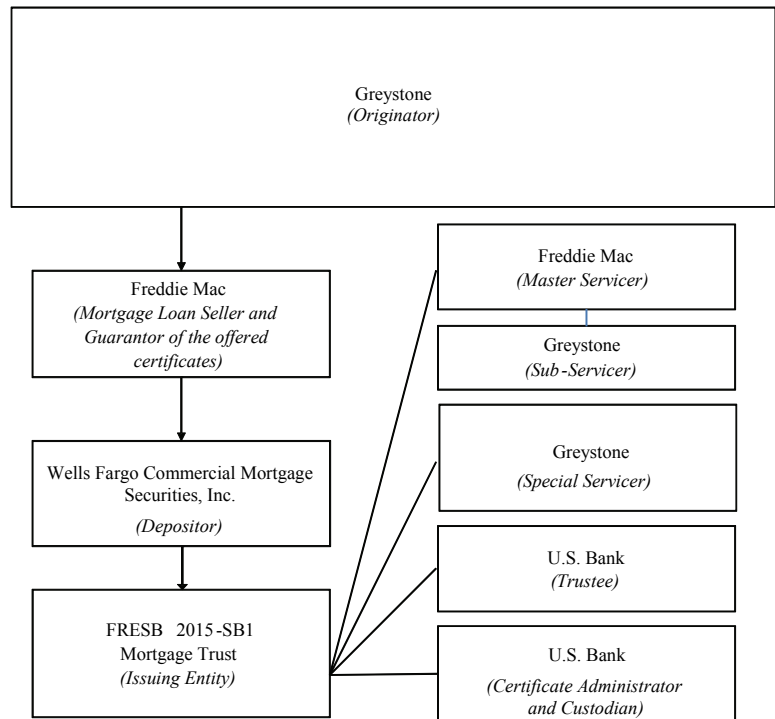 Greystone
(Originator)
Freddie Mac
(Mortgage Loan Seller and
Guarantor of the offered
certificates)
Wells Fargo Commercial Mortgage
Securities, Inc.
(Depositor)
FRESB 2015-SB1
Mortgage Trust
(Issuing Entity)
Freddie Mac
(Master Servicer)
Greystone
(Sub-Servicer)
Greystone
(Special Servicer)
U.S. Bank
(Trustee)
U.S. Bank
(Certificate Administrator
and Custodian)